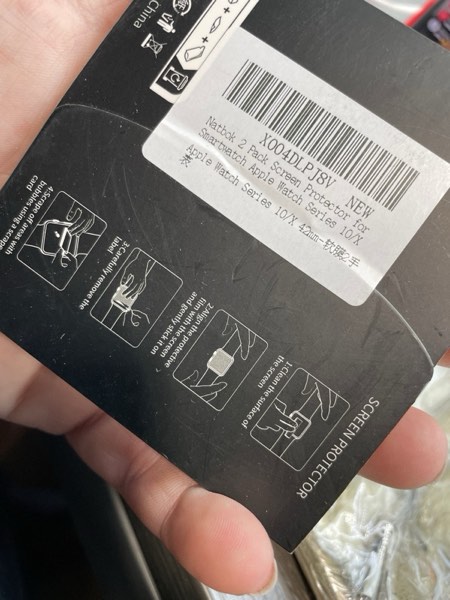 China
X004DLPJ8V NEW
Natbok 2 Pack Screen Protector for
Smartwatch Apple Watch Series 10/X
Apple Watch Series 10/X 42mm-软膜2手
SCREEN PROTECTOR
1.Clean the surface of
the screen
2.Align the protective
film with the screen
and gently stick it on
3.Carefully remove the
label
4.Scrape off areas with
bubbles using a scrape
card